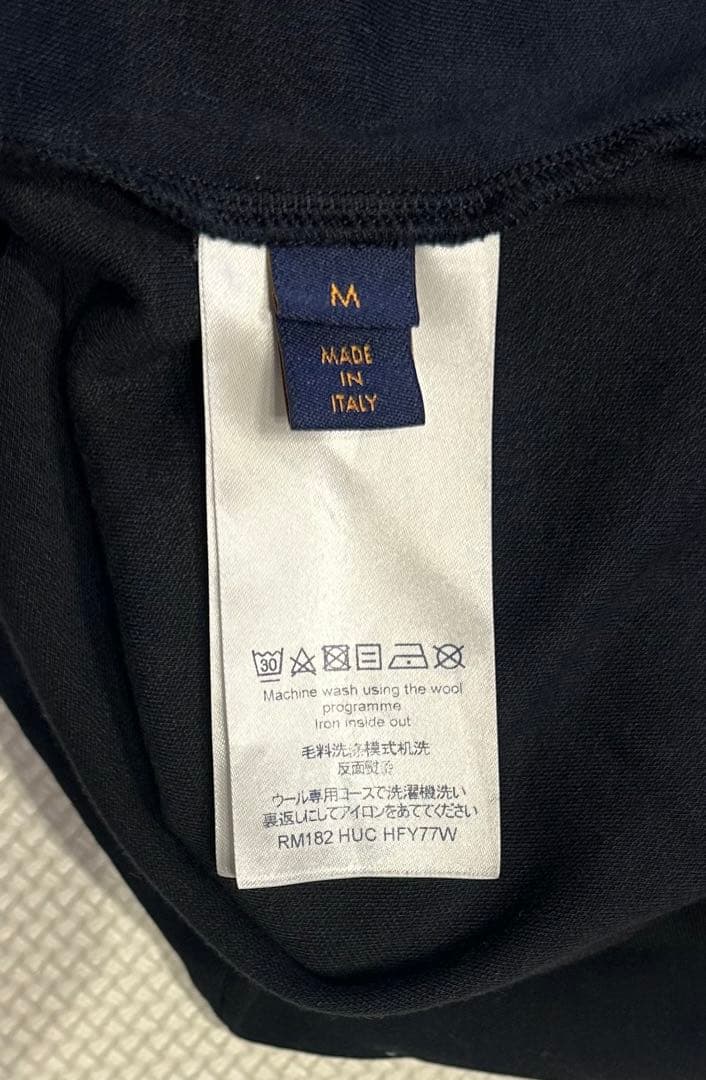 M
MADE
IN
ITALY
30
Machine wash using the wool
programme
Iron inside out
毛料洗涤模式机洗
反面熨烫
ウール専用コースで洗濯機洗い
裏返しにしてアイロンをあててください
RM182 HUC HFY77W